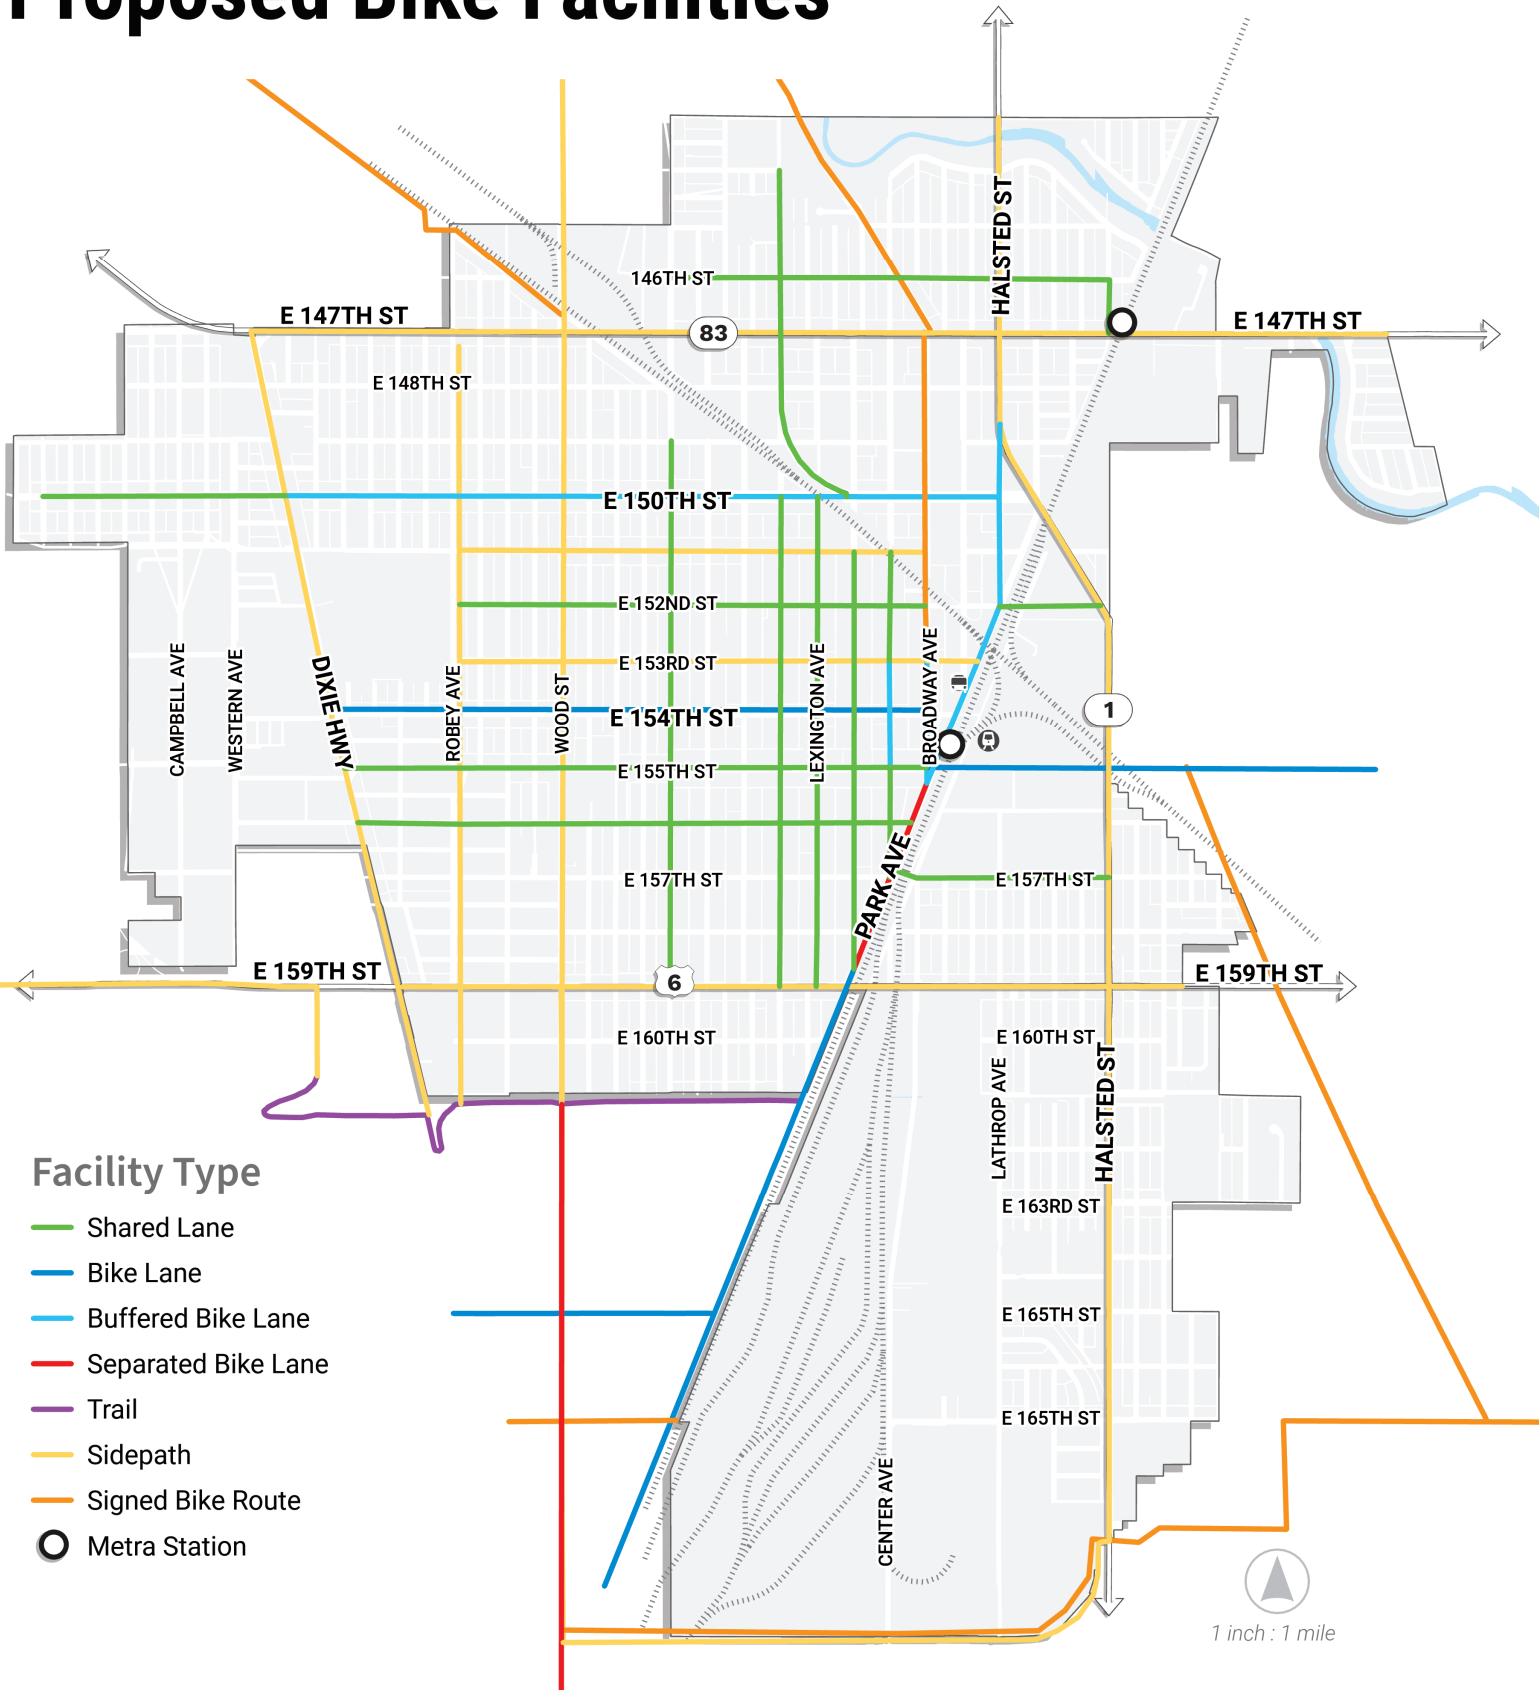 Proposed Bike Facilities
HALSTED ST
146TH ST
E 147TH ST
83
E 147TH ST
E 148TH ST
E 150TH ST
E 152ND ST
E 153RD ST
CAMPBELL AVE
WESTERN AVE
DIXIE HWY
ROBEY AVE
WOOD ST
LEXINGTON AVE
BROADWAY AVE
E 154TH ST
1
E 155TH ST
PARK AVE
E 157TH ST
E 157TH ST
E 159TH ST
6
E 159TH ST
E 160TH ST
E 160TH ST
LATHROP AVE
HALSTED ST
E 163RD ST
E 165TH ST
E 165TH ST
CENTER AVE
Facility Type
Shared Lane
Bike Lane
Buffered Bike Lane
Separated Bike Lane
Trail
Sidepath
Signed Bike Route
Metra Station
1 inch : 1 mile